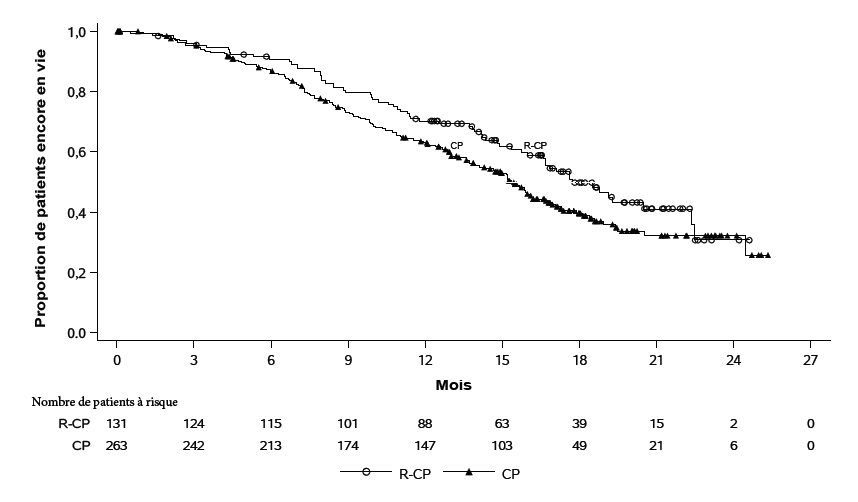 Proportion de patients encore en vie
1,0
0,8
0,6
0,4
0,2
0.0
CP
R-CP
0 3 6 9 12 15 18 21 24 27
Mois
Nombre de patients à risque
R-CP 131 124 115 101 88 63 39 15 2 0
CP 263 242 213 174 147 103 49 21 6 0
R-CP CP